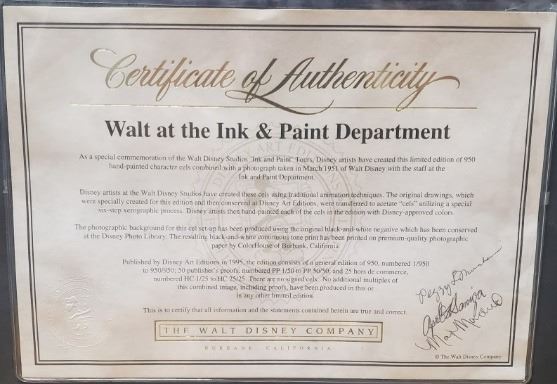 Certificate of Authenticity
Walt at the Ink & Paint Department
As a special commemoration of the Walt Disney Studios Ink and Paint Tours, Disney artists have created this limited edition of 950
hand-painted character cels combined with a photograph taken in March 1951 of Walt Disney with the staff at the
Ink and Paint Department.
Disney artists at the Walt Disney Studios have created these cels using traditional animation techniques. The original drawings, which
were specially created for this edition and then conserved at Disney Art Editions, were transferred to acetate "cels" utilizing a special
six-step xerographic process. Disney artists then hand-painted each of the cels in the edition with Disney-approved colors.
The photographic background for this cel set-up has been produced using the original black-and-white negative which has been conserved
at the Disney Photo Library. The resulting black-and-white continuous tone print has been printed on premium-quality photographic
paper by ColorHouse of Burbank, California.
Published by Disney Art Editions in 1995, the edition consists of a general edition of 950, numbered 1/950
to 950/950; 50 publisher's proofs, numbered PP 1/50 to PP 50/50; and 25 hors de commerce,
numbered HC 1/25 to HC 25/25. There are no signed cels. No additional multiples of
this combined image, including proofs, have been produced in this or
in any other limited edition.
This is to certify that all information and the statements contained herein are true and correct.
THE WALT DISNEY COMPANY
BURBANK, CALIFORNIA
© The Walt Disney Company